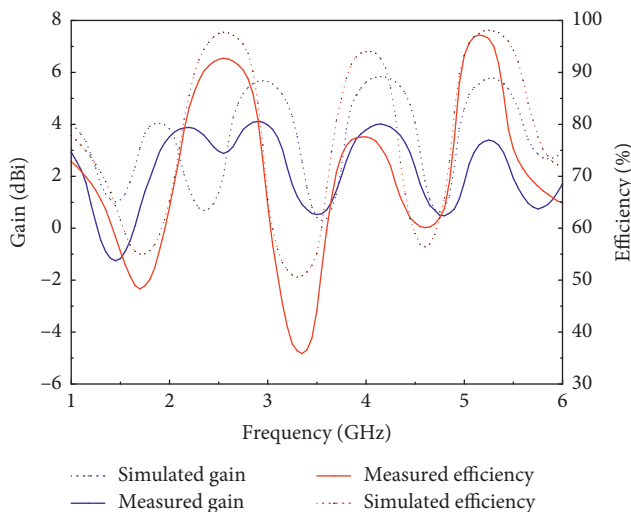 8
6
4
2
0
−2
−4
−6
Gain (dBi)
100
90
80
70
60
50
40
30
Efficiency (%)
1 2 3 4 5 6
Frequency (GHz)
Simulated gain
Measured gain
Measured efficiency
Simulated efficiency